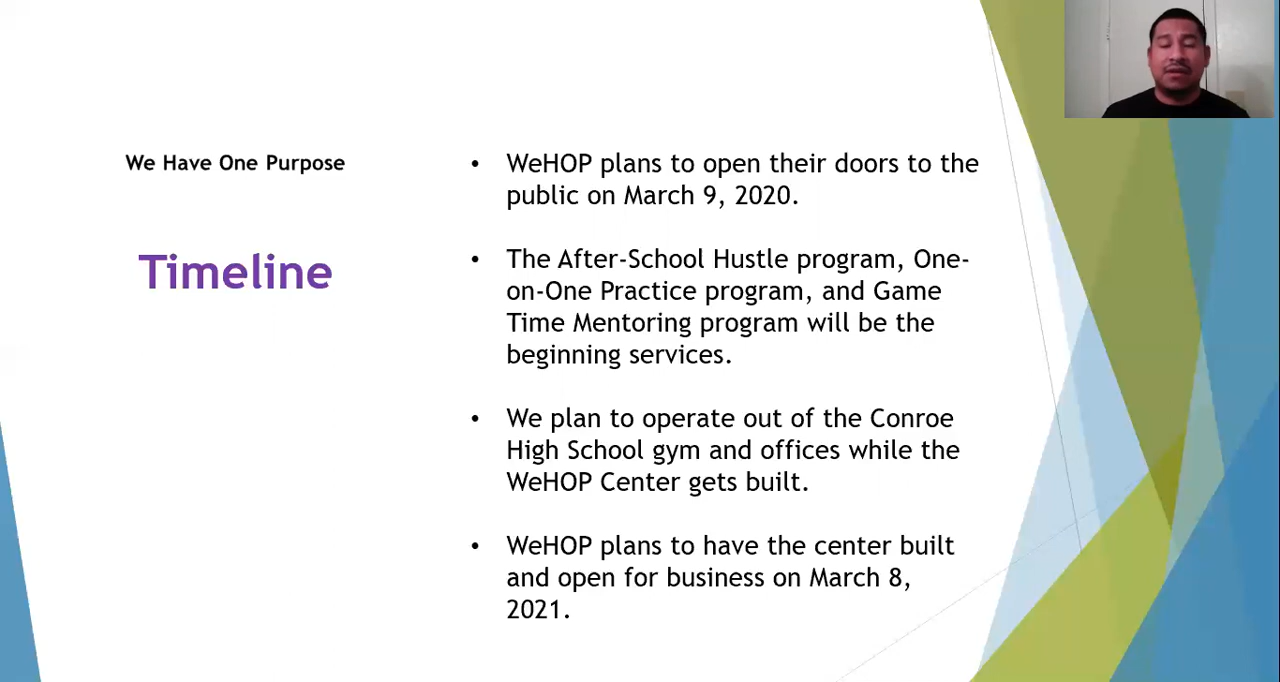 We Have One Purpose
Timeline
• WeHOP plans to open their doors to the
public on March 9, 2020.
• The After-School Hustle program, One-
on-One Practice program, and Game
Time Mentoring program will be the
beginning services.
• We plan to operate out of the Conroe
High School gym and offices while the
WeHOP Center gets built.
• WeHOP plans to have the center built
and open for business on March 8,
2021.